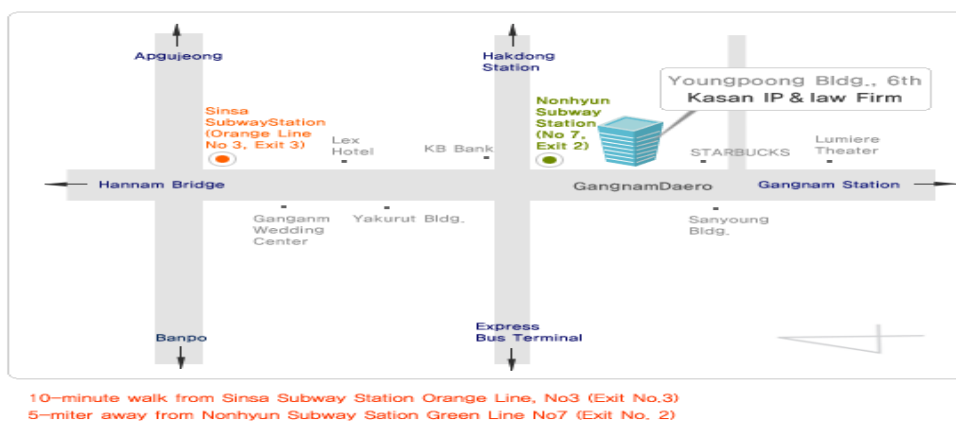 Apgujeong
Hakdong
Station
Youngpoong Bldg., 6th
Kasan IP & law Firm
Sinsa
SubwayStation
(Orange Line
No 3, Exit 3)
Nonhyun
Subway
Station
(No 7,
Exit 2)
Lex
Hotel
KB Bank
STARBUCKS
Lumiere
Theater
Hannam Bridge
GangnamDaero
Gangnam Station
Ganganm
Wedding
Center
Yakurut Bldg.
Sanyoung
Bldg.
Banpo
Express
Bus Terminal
10-minute walk from Sinsa Subway Station Orange Line, No3 (Exit No.3)
5-miter away from Nonhyun Subway Sation Green Line No7 (Exit No. 2)